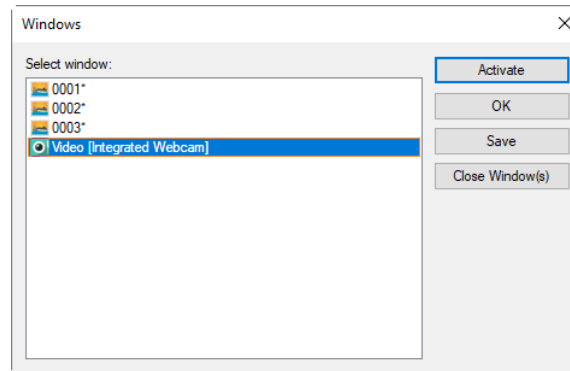 Windows
Select window:
0001*
0002*
0003*
Video [Integrated Webcam]
Activate
OK
Save
Close Window(s)